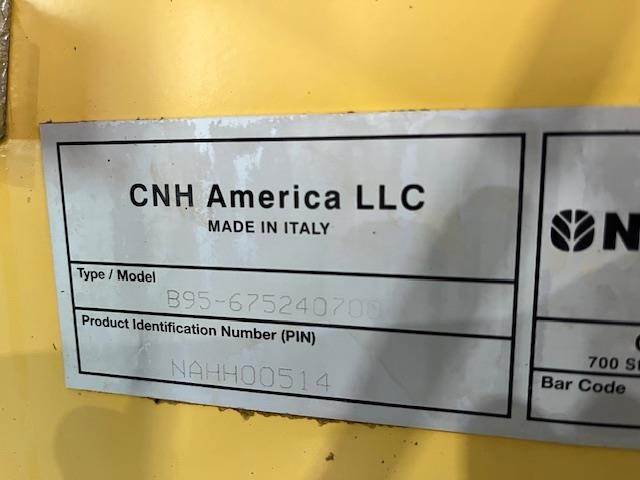 CNH America LLC
MADE IN ITALY
Type / Model
B95-675240700
Product Identification Number (PIN)
NAHH00514
N
700 S
Bar Code